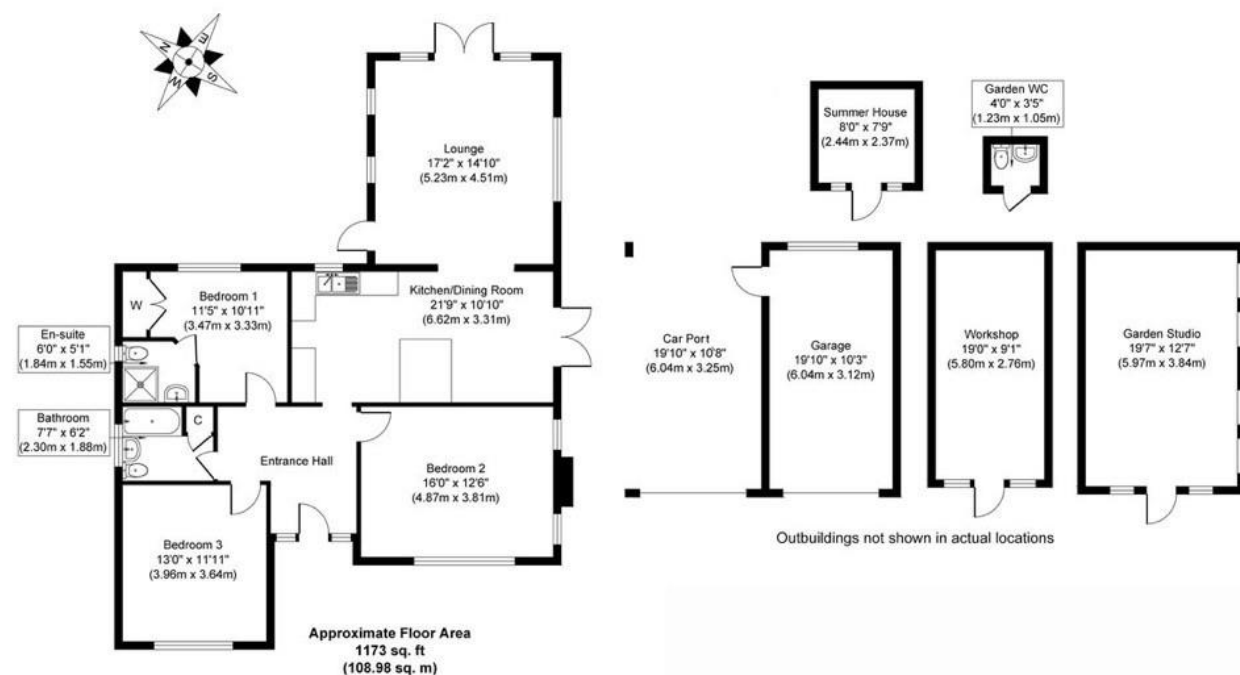 N
E
S
W
Lounge
17'2" x 14'10"
(5.23m x 4.51m)
W
Bedroom 1
11'5" x 10'11"
(3.47m x 3.33m)
Kitchen/Dining Room
21'9" x 10'10"
(6.62m x 3.31m)
En-suite
6'0" x 5'1"
(1.84m x 1.55m)
Bathroom
7'7" x 6'2"
(2.30m x 1.88m)
C
Entrance Hall
Bedroom 2
16'0" x 12'6"
(4.87m x 3.81m)
Bedroom 3
13'0" x 11'11"
(3.96m x 3.64m)
Approximate Floor Area
1173 sq. ft
(108.98 sq. m)
Summer House
8'0" x 7'9"
(2.44m x 2.37m)
Garden WC
4'0" x 3'5"
(1.23m x 1.05m)
Car Port
19'10" x 10'8"
(6.04m x 3.25m)
Garage
19'10" x 10'3"
(6.04m x 3.12m)
Workshop
19'0" x 9'1"
(5.80m x 2.76m)
Garden Studio
19'7" x 12'7"
(5.97m x 3.84m)
Outbuildings not shown in actual locations